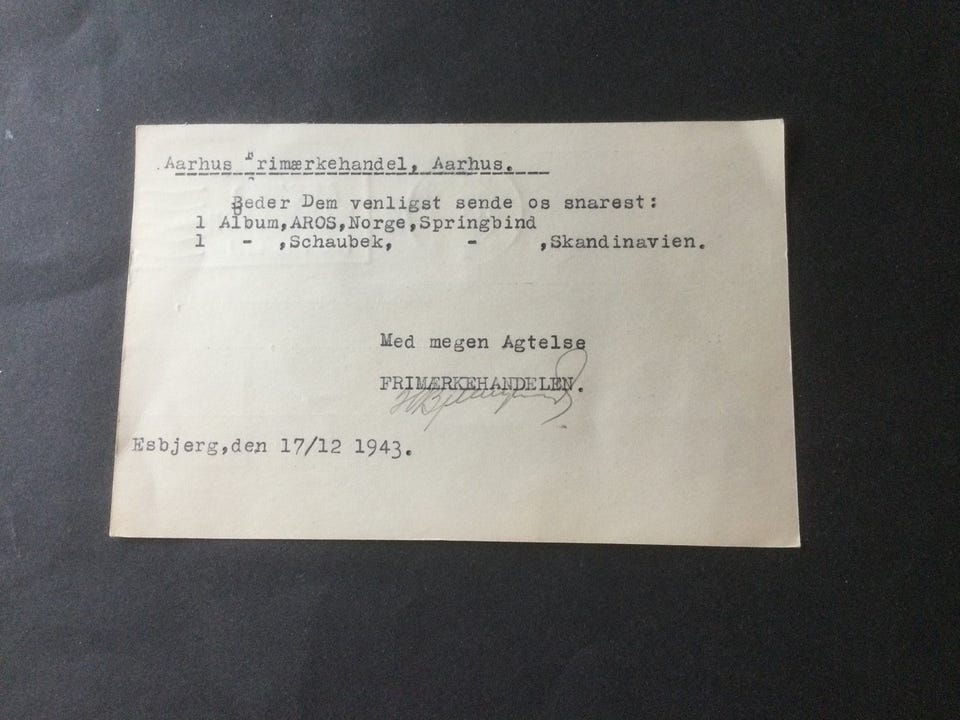 Aarhus Frimærkehandel, Aarhus.
Beder Dem venligst sende os snarest:
1 Album,AROS,Norge,Springbind
1 - ,Schaubek, - ,Skandinavien.
Med megen Agtelse
FRIMÆRKEHANDELEN.
Esbjerg,den 17/12 1943.